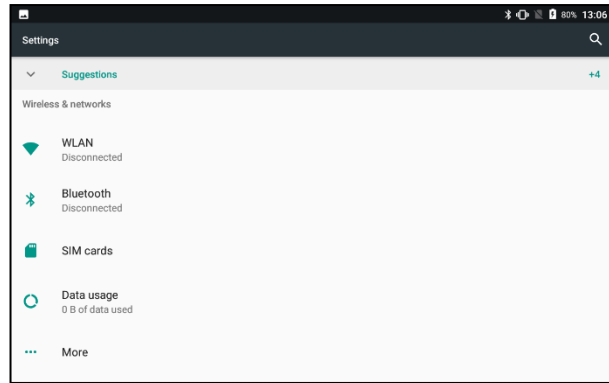 80% 13:06
Settings
Suggestions +4
Wireless & networks
WLAN
Disconnected
Bluetooth
Disconnected
SIM cards
Data usage
0 B of data used
More